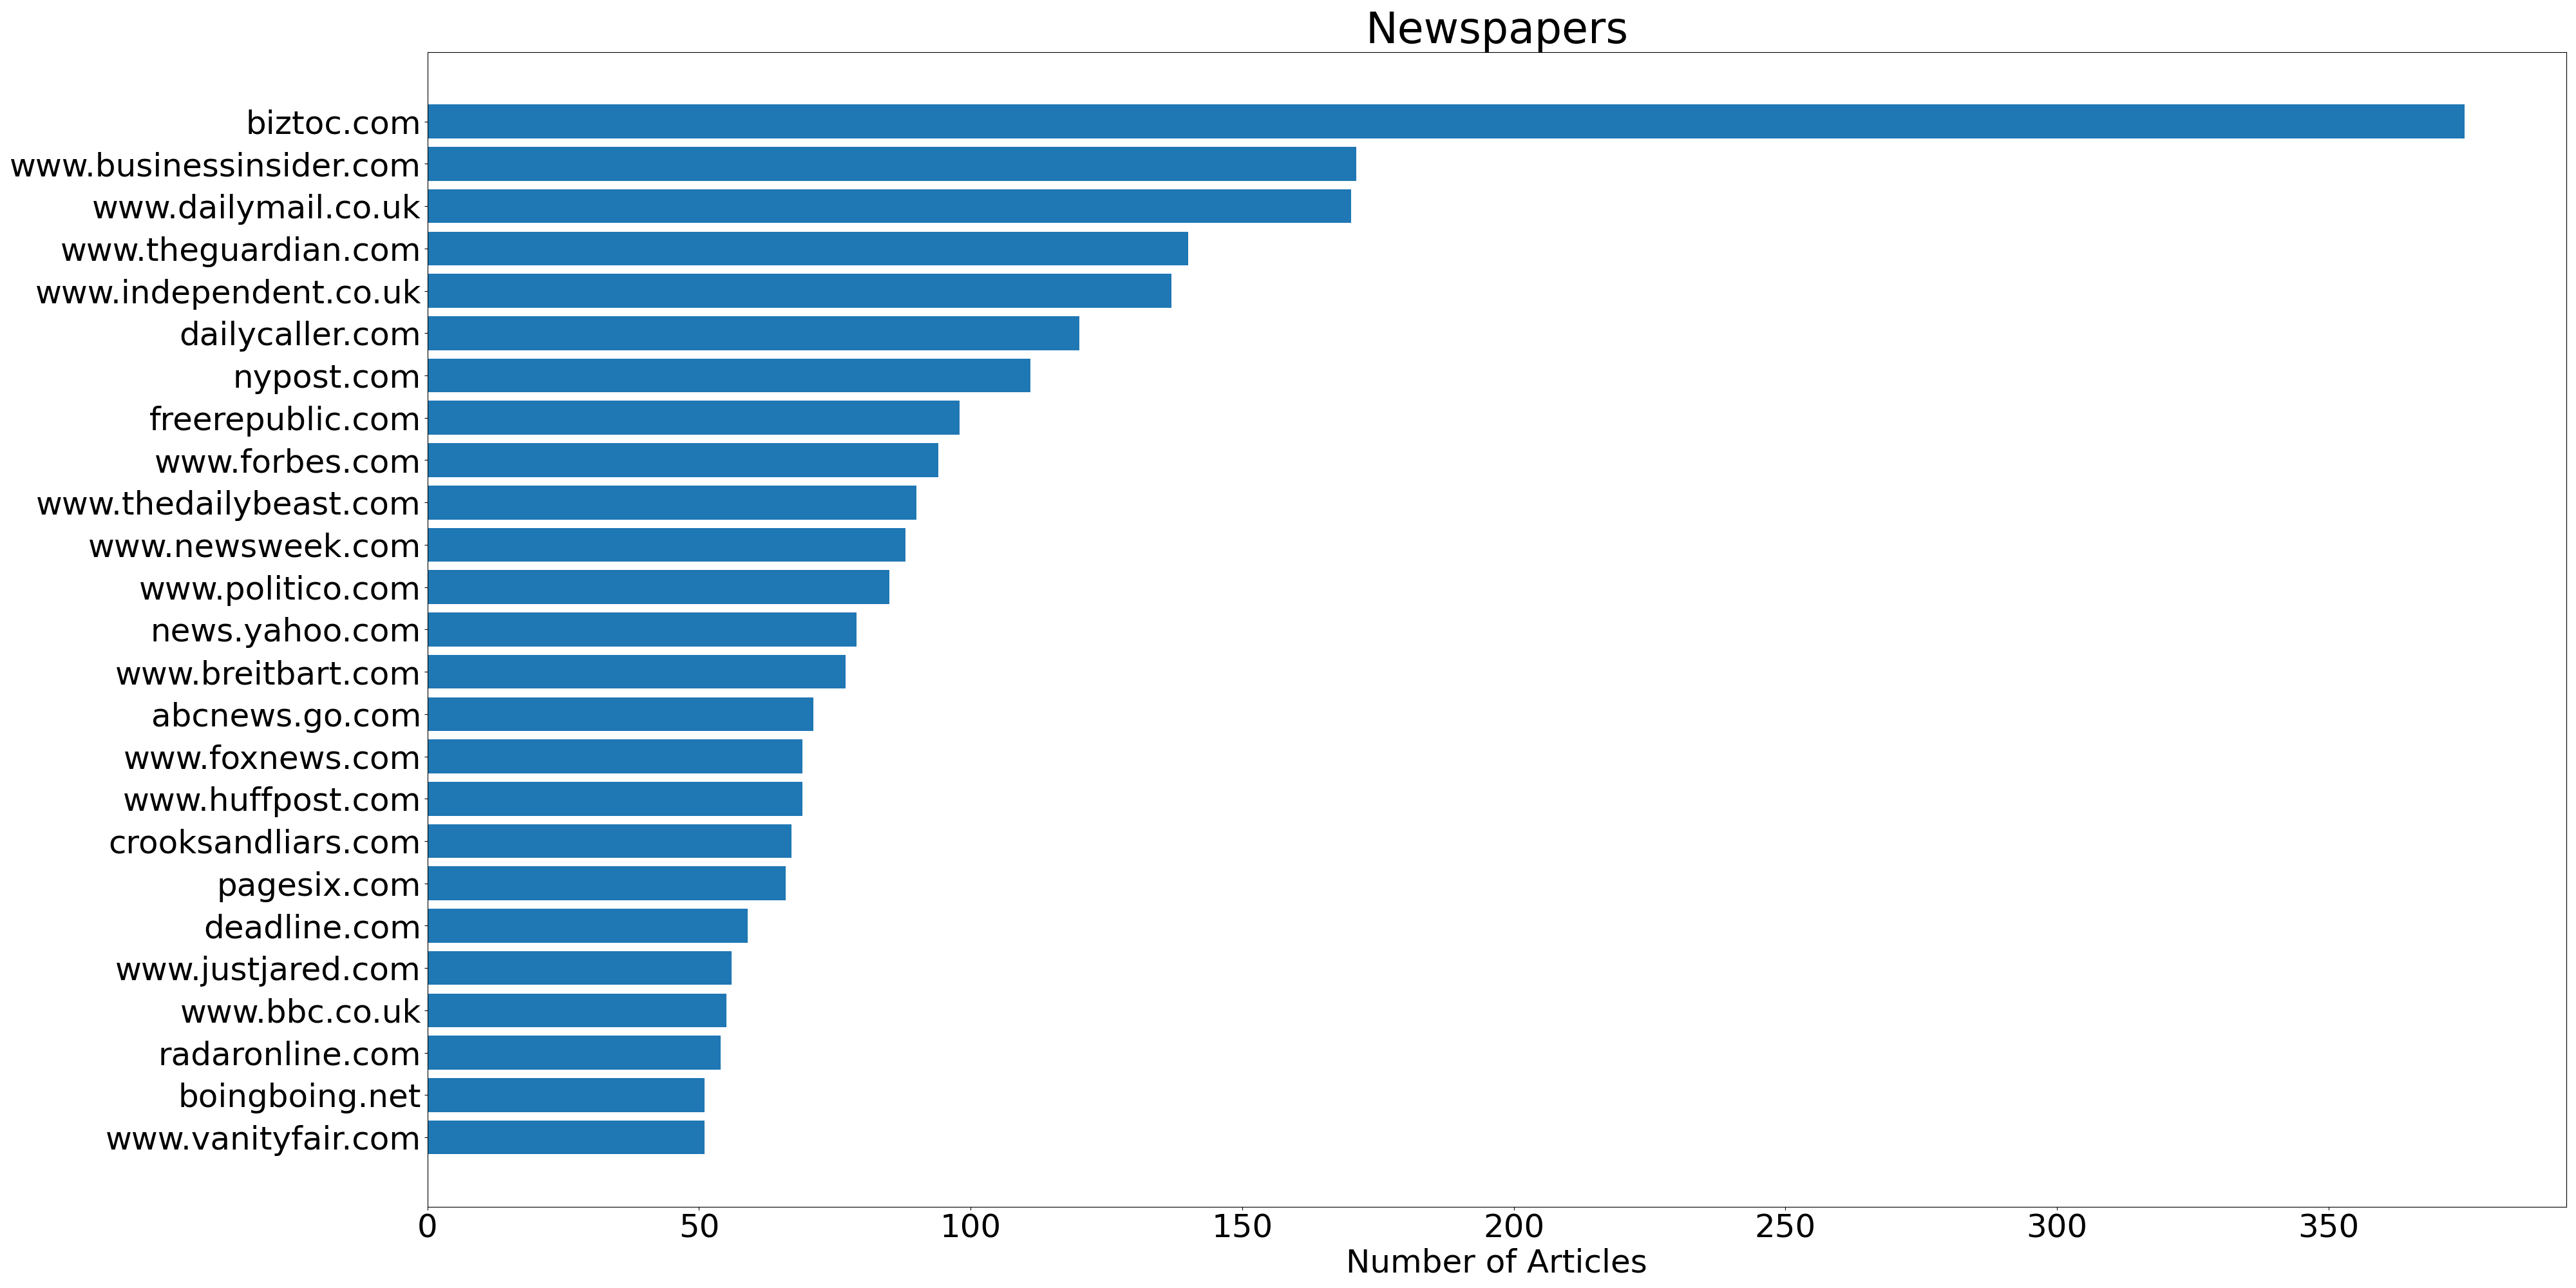 Newspapers
biztoc.com
www.businessinsider.com
www.dailymail.co.uk
www.theguardian.com
www.independent.co.uk
dailycaller.com
nypost.com
freerepublic.com
www.forbes.com
www.thedailybeast.com
www.newsweek.com
www.politico.com
news.yahoo.com
www.breitbart.com
abcnews.go.com
www.foxnews.com
www.huffpost.com
crooksandliars.com
pagesix.com
deadline.com
www.justjared.com
www.bbc.co.uk
radaronline.com
boingboing.net
www.vanityfair.com
0 50 100 150 200 250 300 350
Number of Articles